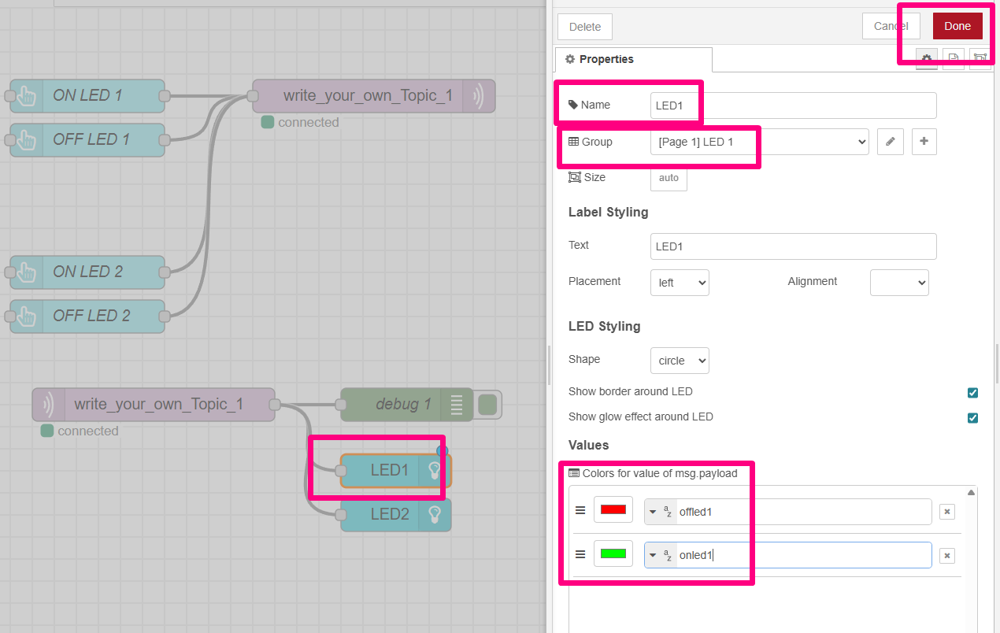 ON LED 1
OFF LED 1
write_your_own_Topic_1
connected
ON LED 2
OFF LED 2
write_your_own_Topic_1
connected
debug 1
LED1
LED2
Delete
Cancel
Done
Properties
Name
LED1
Group
[Page 1] LED 1
Size
auto
Label Styling
Text
LED1
Placement
left
Alignment
LED Styling
Shape
circle
Show border around LED
Show glow effect around LED
Values
Colors for value of msg.payload
a
z
offled1
a
z
onled1